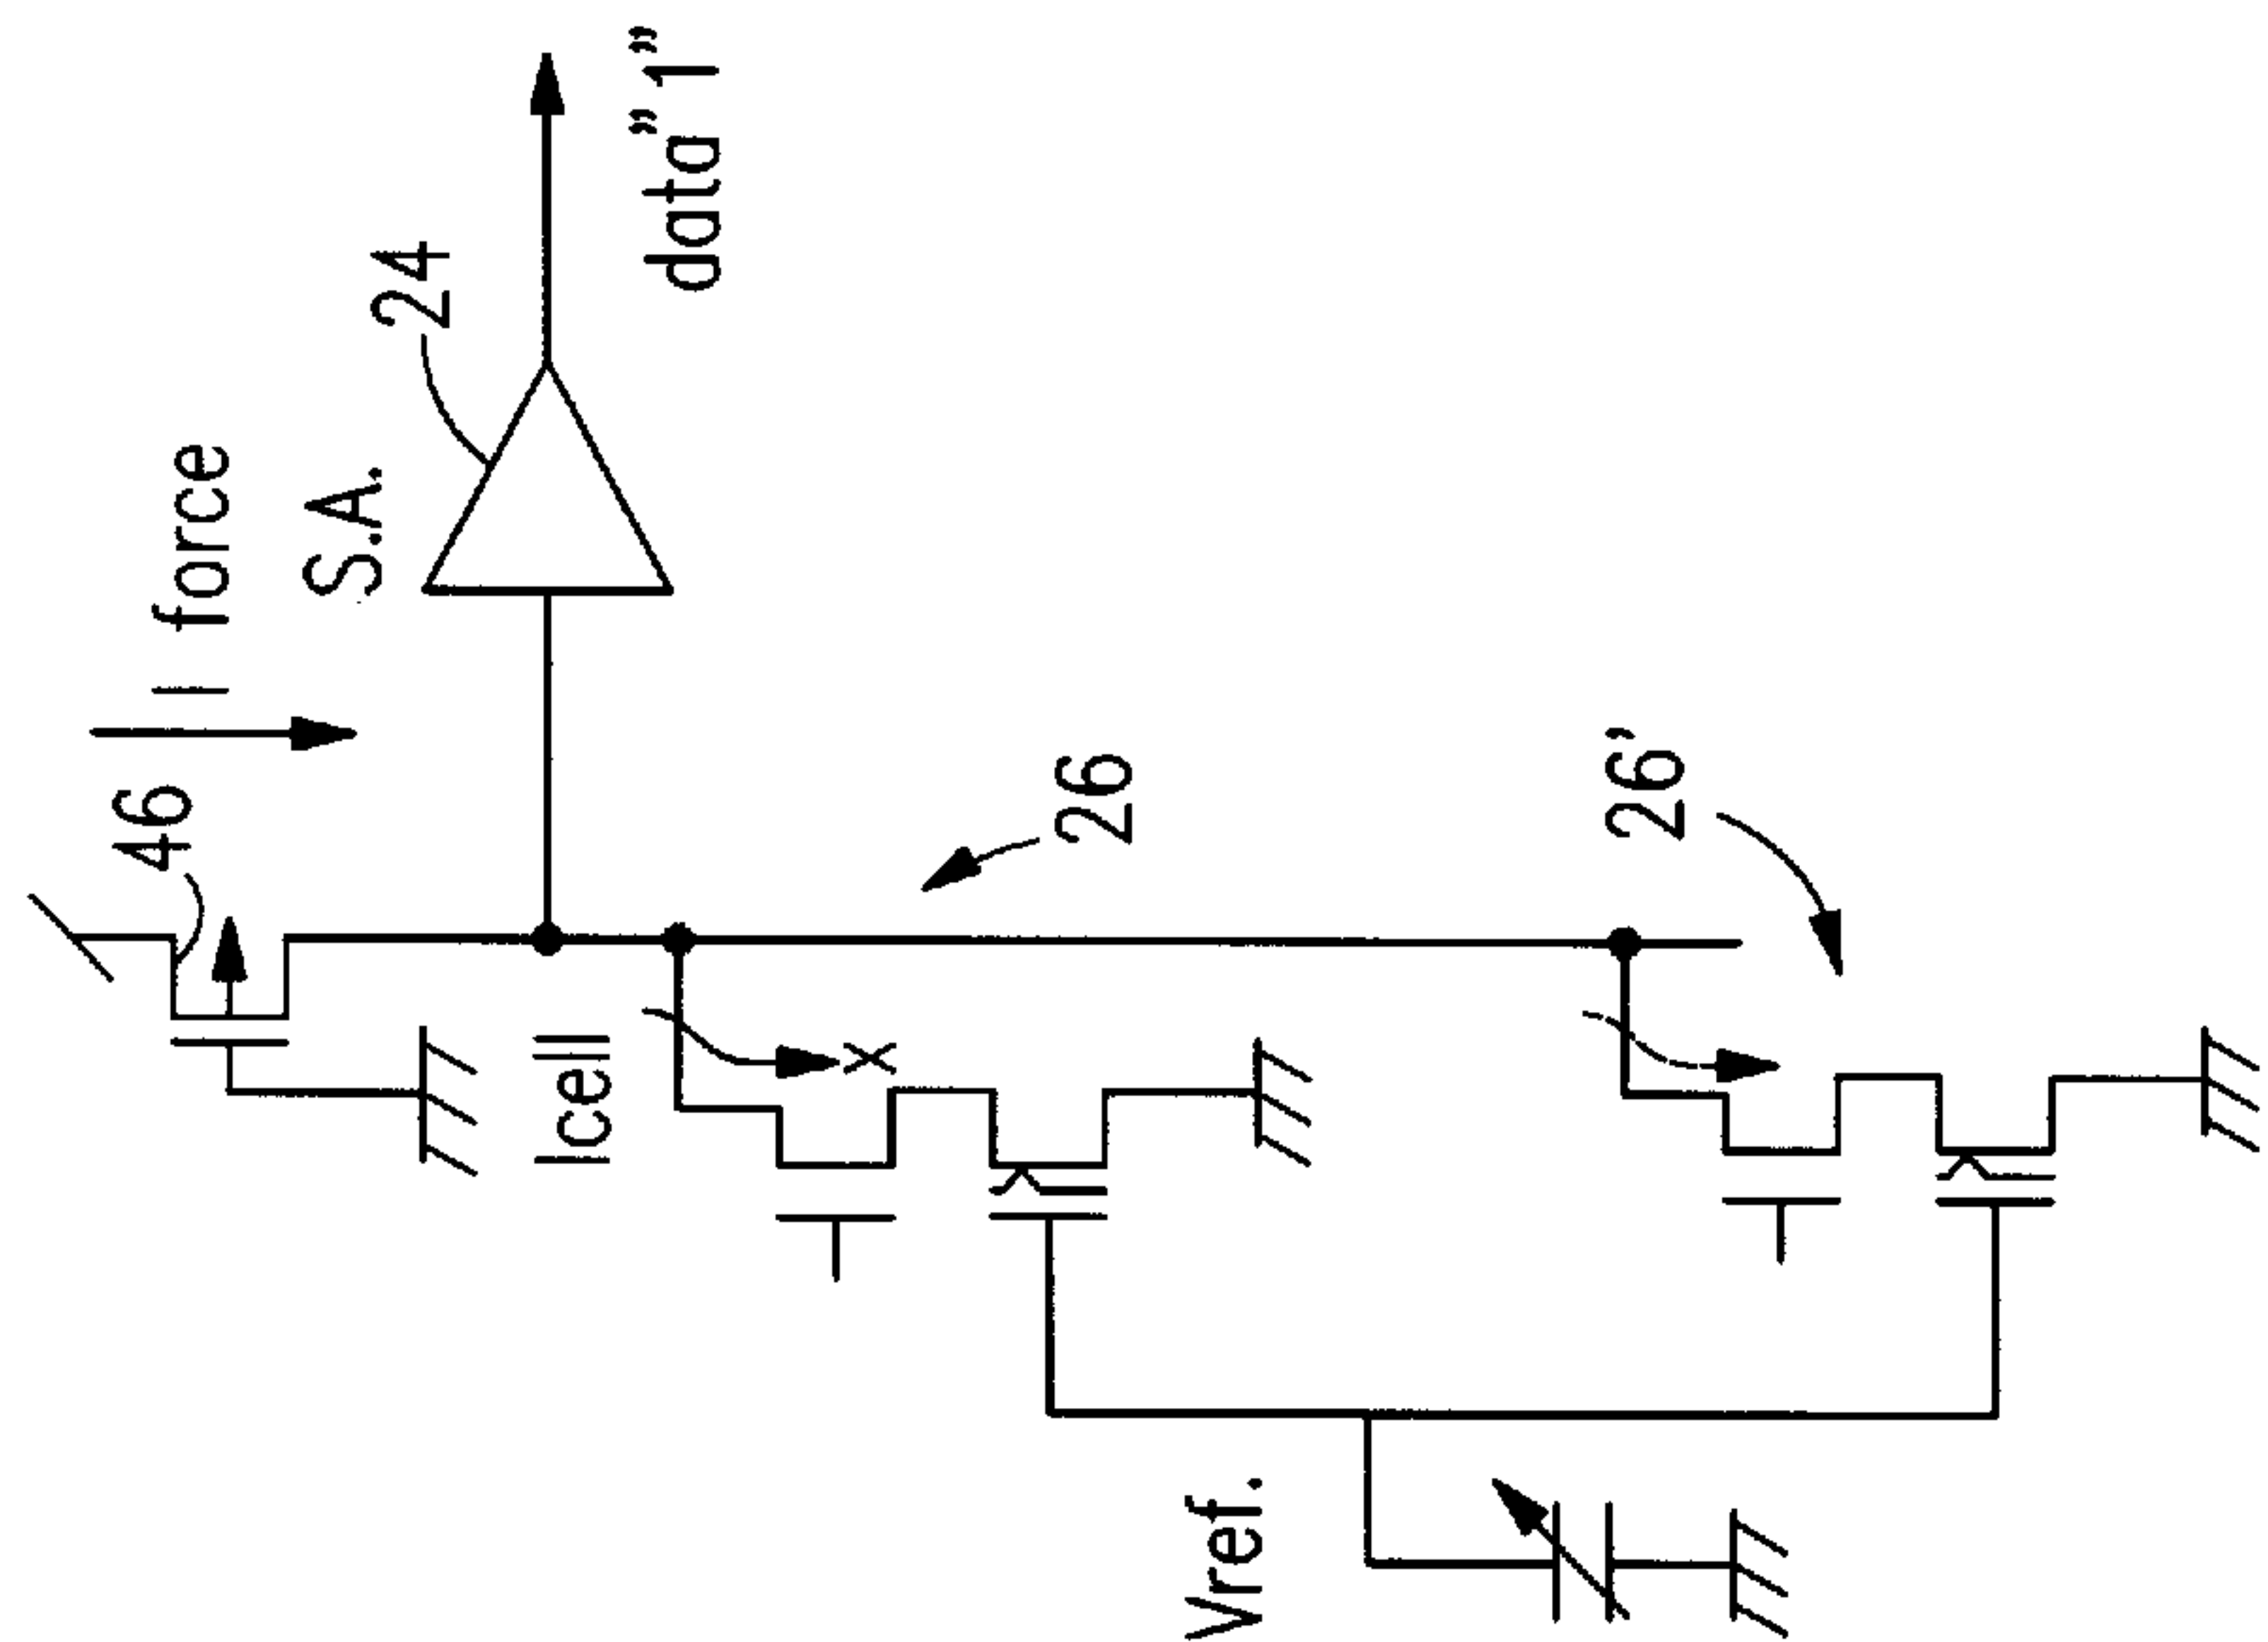 46
I force
S.A.
24
data”1”
Icell
X
26
26’
Vref.